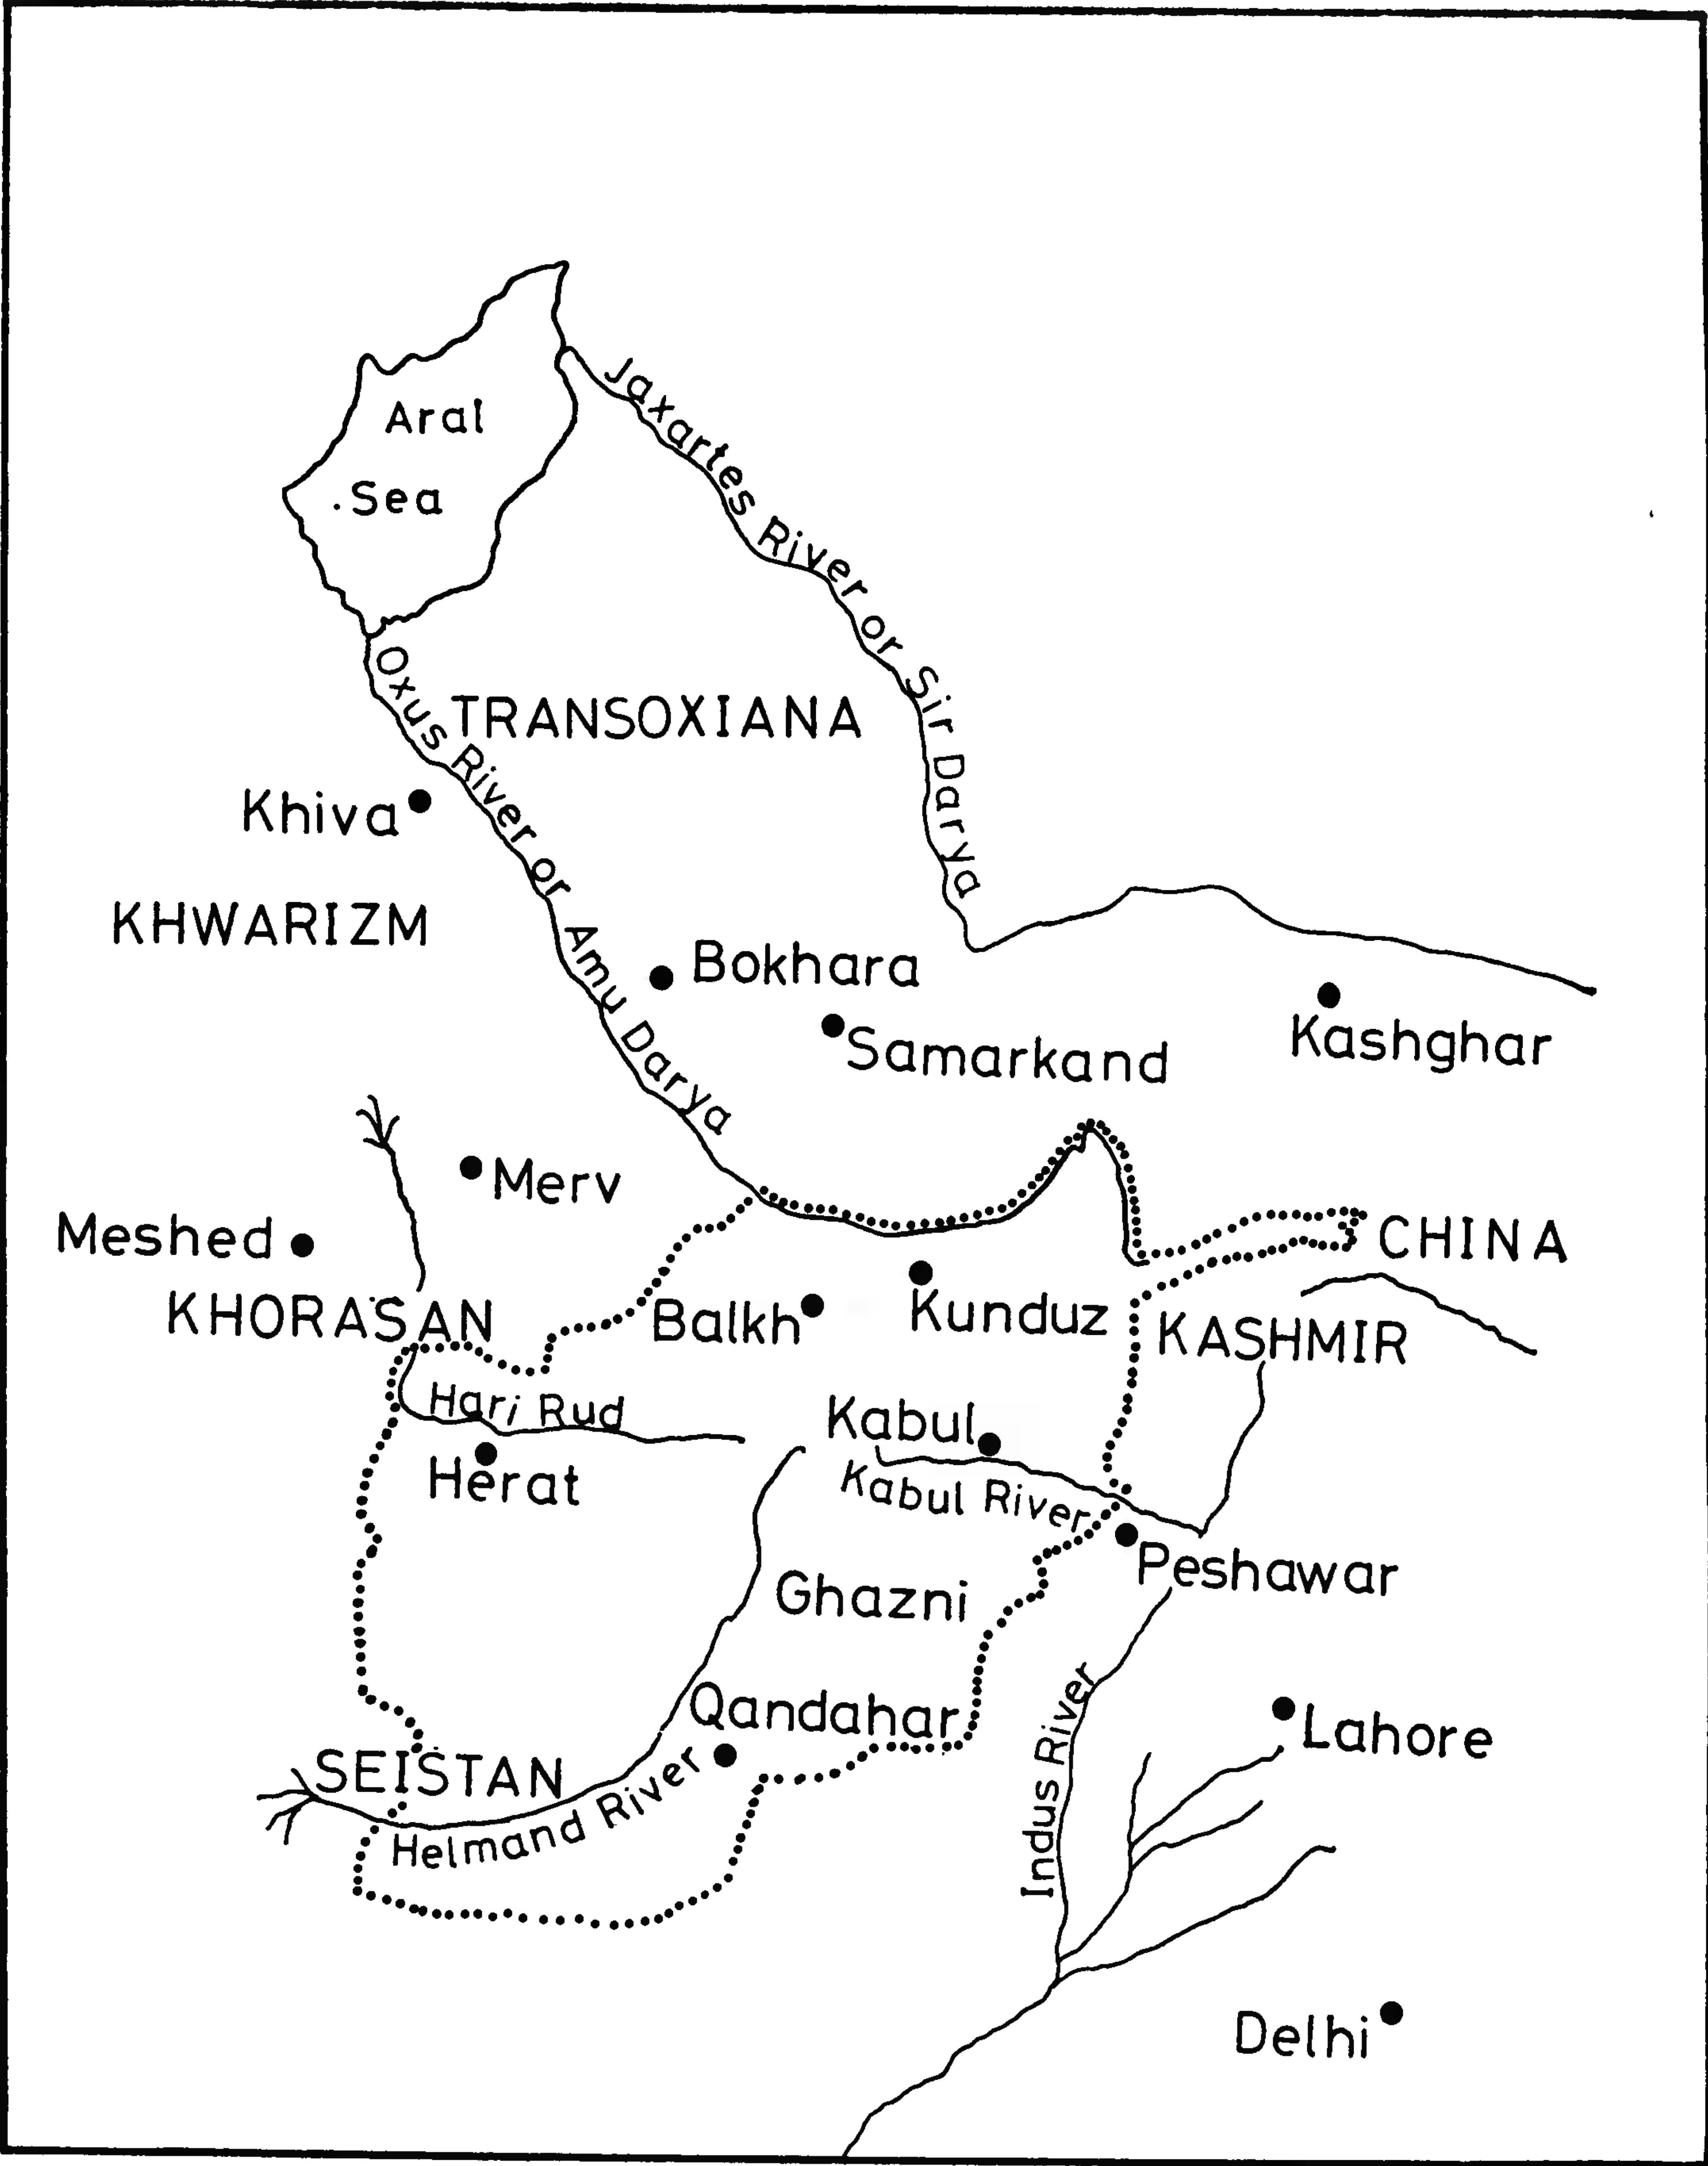 Aral
Sea
Jaxartes River or Sir Darya
Oxus River or Amu Darya
TRANSOXIANA
Khiva
KHWARIZM
Bokhara
Samarkand
Kashghar
Merv
Meshed
CHINA
KHORASAN
Balkh
Kunduz
KASHMIR
Hari Rud
Kabul
Herat
Kabul River
Peshawar
Ghazni
Qandahar
Indus River
Lahore
SEISTAN
Helmand River
Delhi